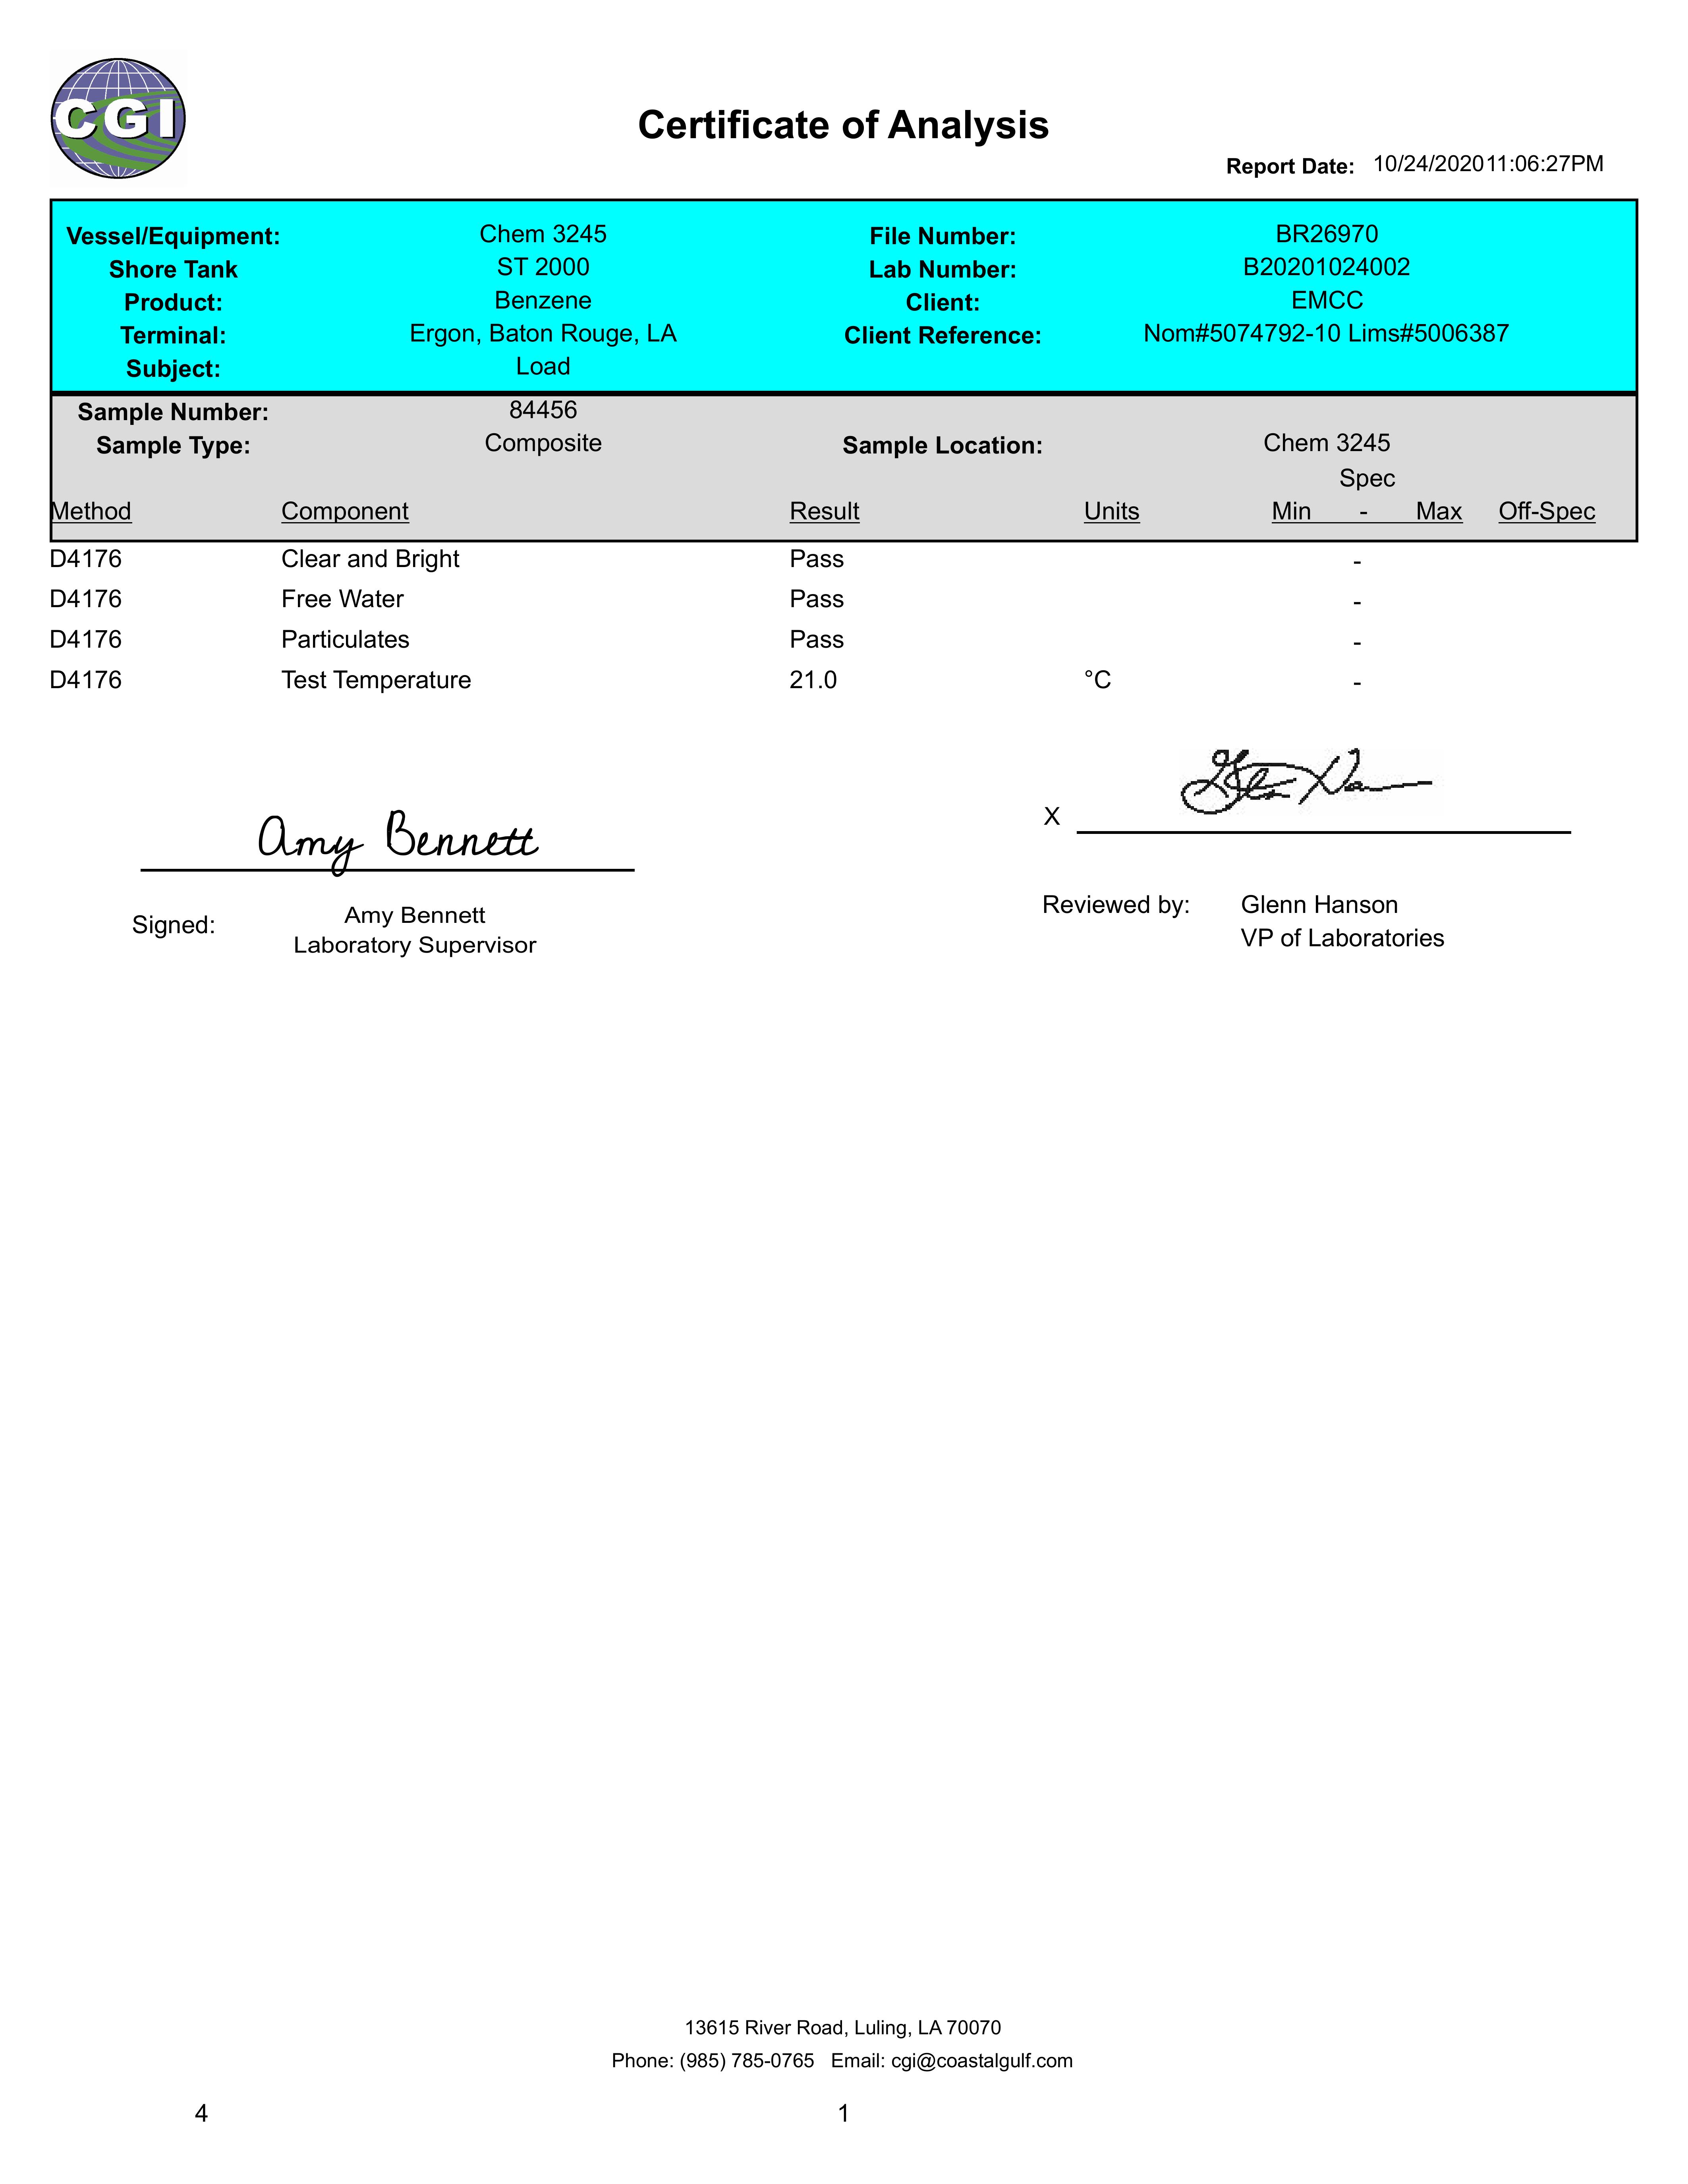 CGI
Certificate of Analysis
Report Date: 10/24/2020 11:06:27PM
Vessel/Equipment: Chem 3245 File Number: BR26970
Shore Tank ST 2000 Lab Number: B20201024002
Product: Benzene Client: EMCC
Terminal: Ergon, Baton Rouge, LA Client Reference: Nom#5074792-10 Lims#5006387
Subject: Load
Sample Number: 84456
Sample Type: Composite Sample Location: Chem 3245
Spec
Method Component Result Units Min - Max Off-Spec
D4176 Clear and Bright Pass -
D4176 Free Water Pass -
D4176 Particulates Pass -
D4176 Test Temperature 21.0 °C -
Amy Bennett
X
Signed: Amy Bennett
Laboratory Supervisor
Reviewed by: Glenn Hanson
VP of Laboratories
13615 River Road, Luling, LA 70070
Phone: (985) 785-0765 Email: cgi@coastalgulf.com
4 1